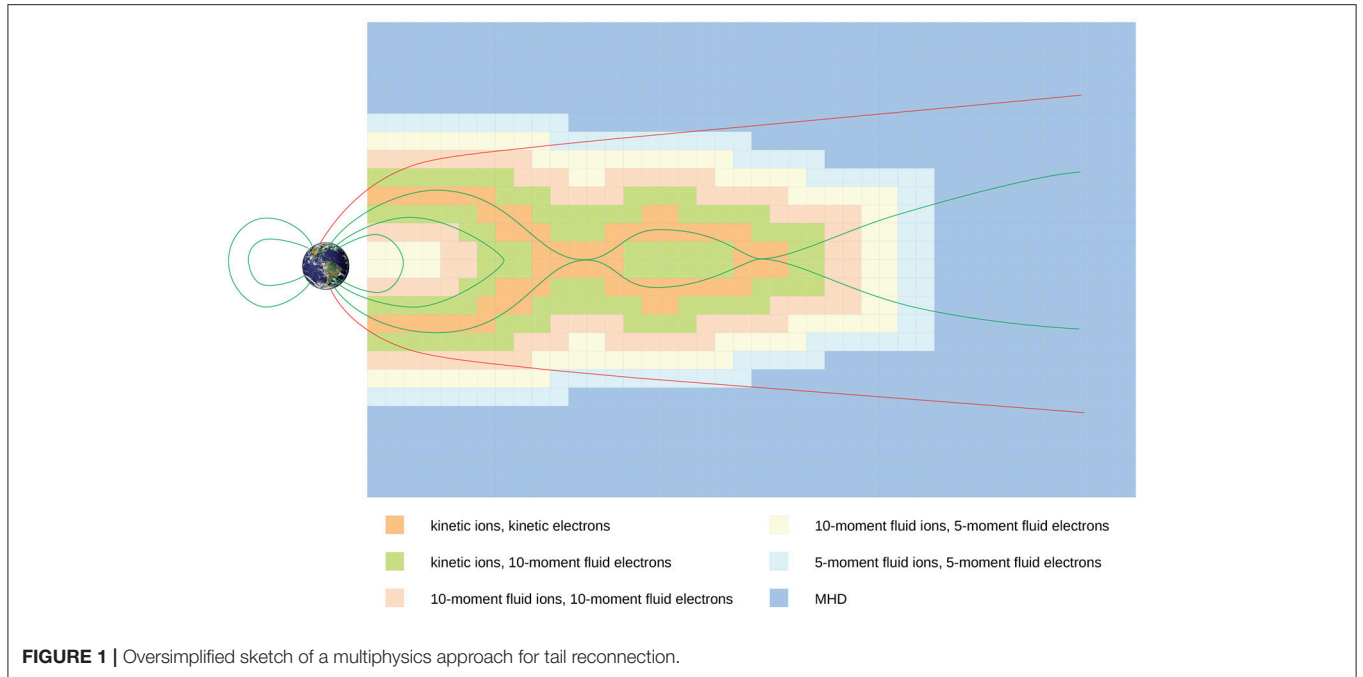 kinetic ions, kinetic electrons
kinetic ions, 10-moment fluid electrons
10-moment fluid ions, 10-moment fluid electrons
10-moment fluid ions, 5-moment fluid electrons
5-moment fluid ions, 5-moment fluid electrons
MHD
FIGURE 1 | Oversimplified sketch of a multiphysics approach for tail reconnection.